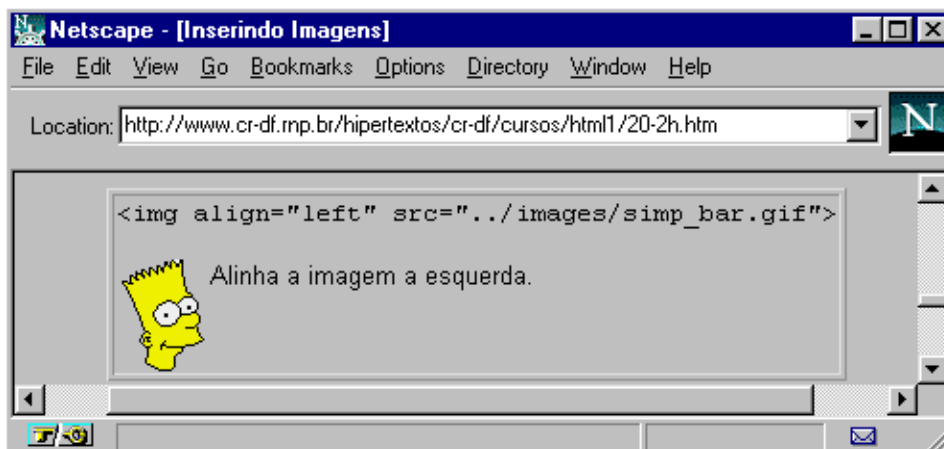 Netscape - [Inserindo Imagens]
File Edit View Go Bookmarks Options Directory Window Help
Location: http://www.cr-df.rnp.br/hipertextos/cr-df/cursos/html1/20-2h.htm
N
<img align="left" src="../images/simp_bar.gif">
Alinha a imagem a esquerda.